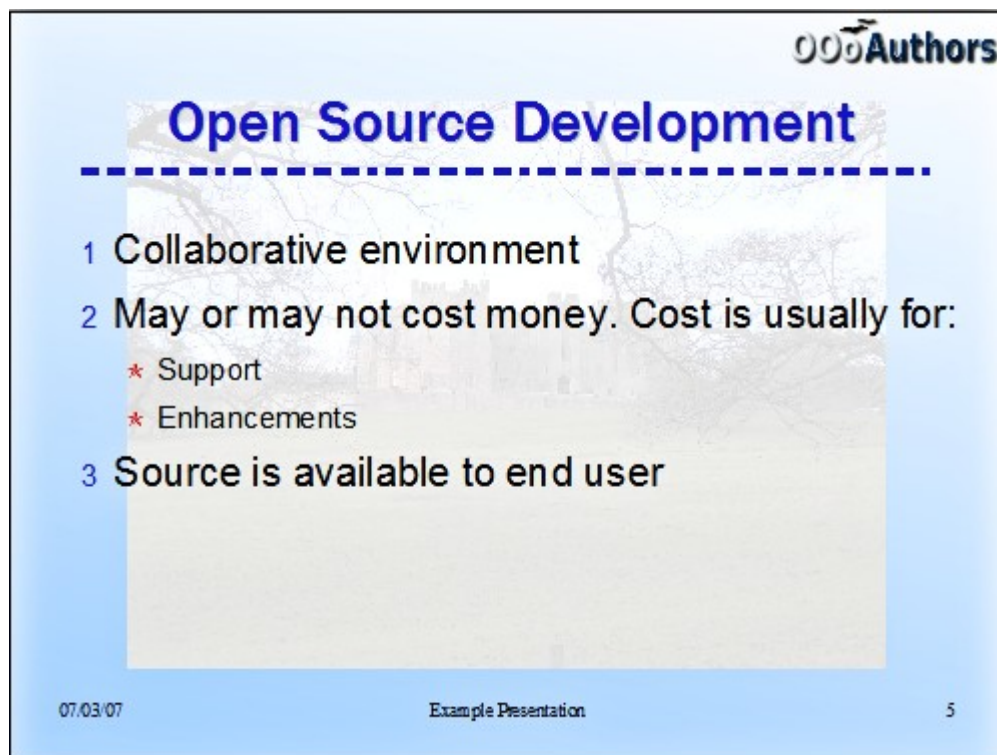 OOoAuthors
Open Source Development
1 Collaborative environment
2 May or may not cost money. Cost is usually for:
* Support
* Enhancements
3 Source is available to end user
07/03/07 Example Presentation 5